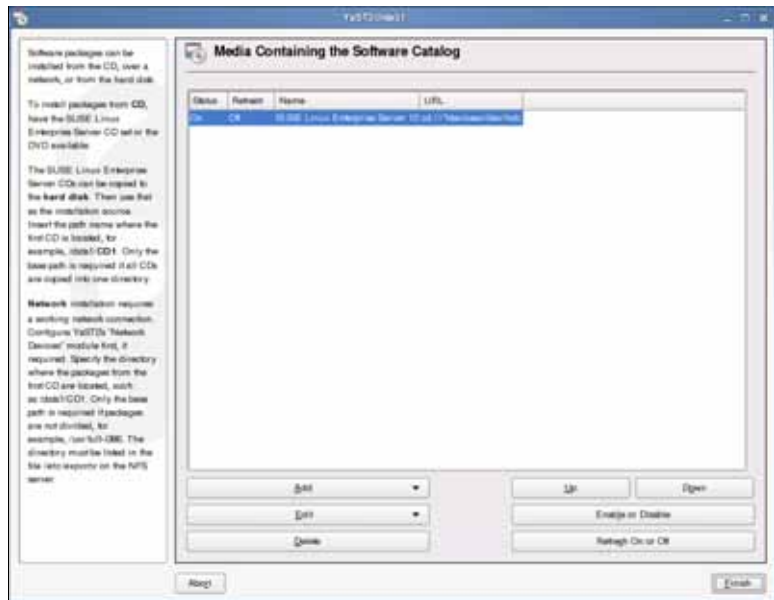 Software packages can be
installed from the CD, over a
network, or from the hard disk.
To install packages from CD,
have the SUSE Linux
Enterprise Server CD set or the
DVD available.
The SUSE Linux Enterprise
Server CDs can be copied to
the hard disk. Then use that
as the installation source.
Insert the path name where the
first CD is located, for
example, /data1/CD1. Only the
base path is required if all CDs
are copied into one directory.
Network installation requires
a working network connection.
Configure YaST2's "Network
Devices" module first, if
required. Specify the directory
where the packages from the
first CD are located, such
as /data1/CD1. Only the base
path is required if packages
are not divided, for
example, The
directory must be listed in the
file /etc/exports on the NFS
server.
Media Containing the Software Catalog
Status Refresh Name URL
On Off SUSE Linux Enterprise Server 10
Add
Up Down
Edit
Enable or Disable
Delete
Refresh On or Off
Abort
Finish